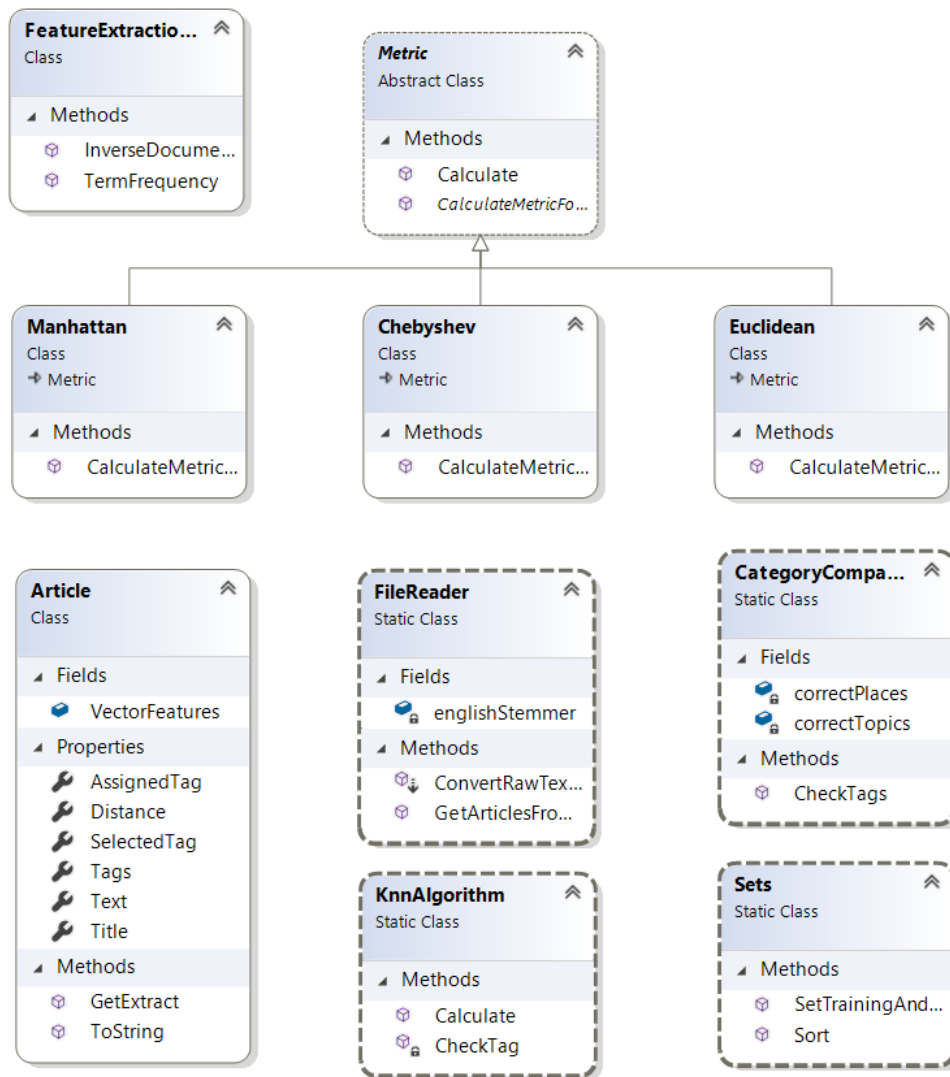 FeatureExtractio...
Class
Methods
InverseDocume...
TermFrequency
Metric
Abstract Class
Methods
Calculate
CalculateMetricFo...
Manhattan
Class
Metric
Methods
CalculateMetric...
Chebyshev
Class
Metric
Methods
CalculateMetric...
Euclidean
Class
Metric
Methods
CalculateMetric...
Article
Class
Fields
VectorFeatures
Properties
AssignedTag
Distance
SelectedTag
Tags
Text
Title
Methods
GetExtract
ToString
FileReader
Static Class
Fields
englishStemmer
Methods
ConvertRawTex...
GetArticlesFro...
KnnAlgorithm
Static Class
Methods
Calculate
CheckTag
CategoryCompa...
Static Class
Fields
correctPlaces
correctTopics
Methods
CheckTags
Sets
Static Class
Methods
SetTrainingAnd...
Sort